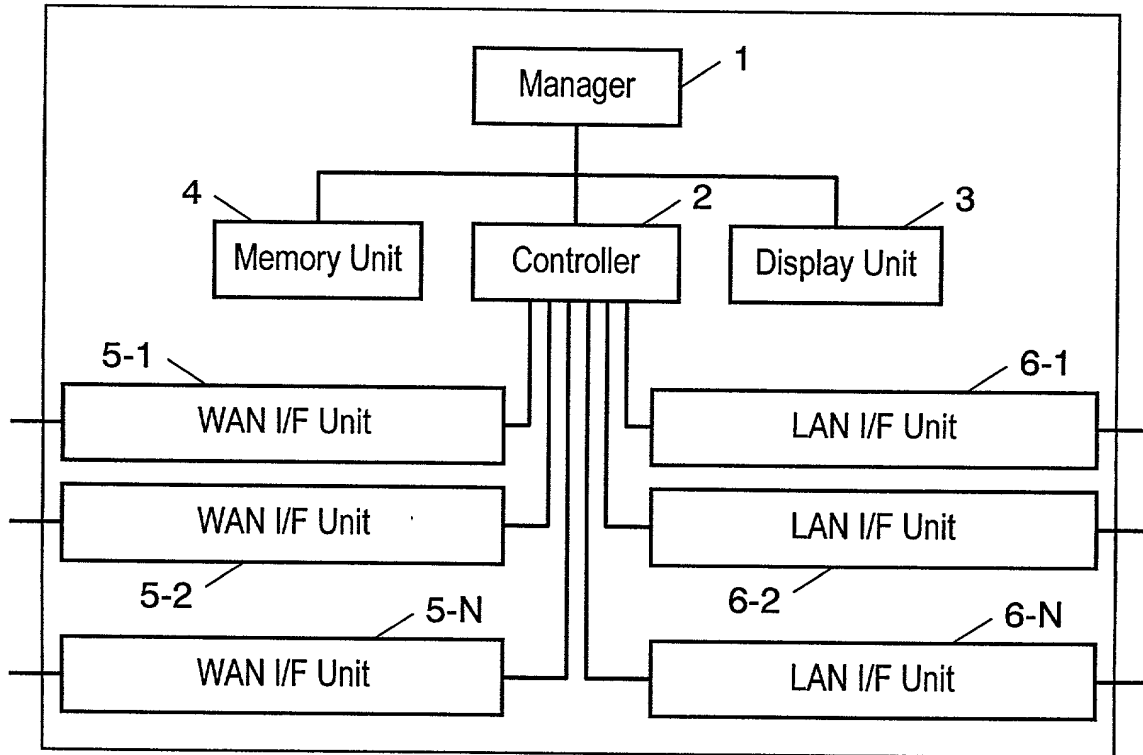 1
Manager
4
2
3
Memory Unit
Controller
Display Unit
5-1
6-1
WAN I/F Unit
LAN I/F Unit
WAN I/F Unit
LAN I/F Unit
5-2
6-2
5-N
6-N
WAN I/F Unit
LAN I/F Unit